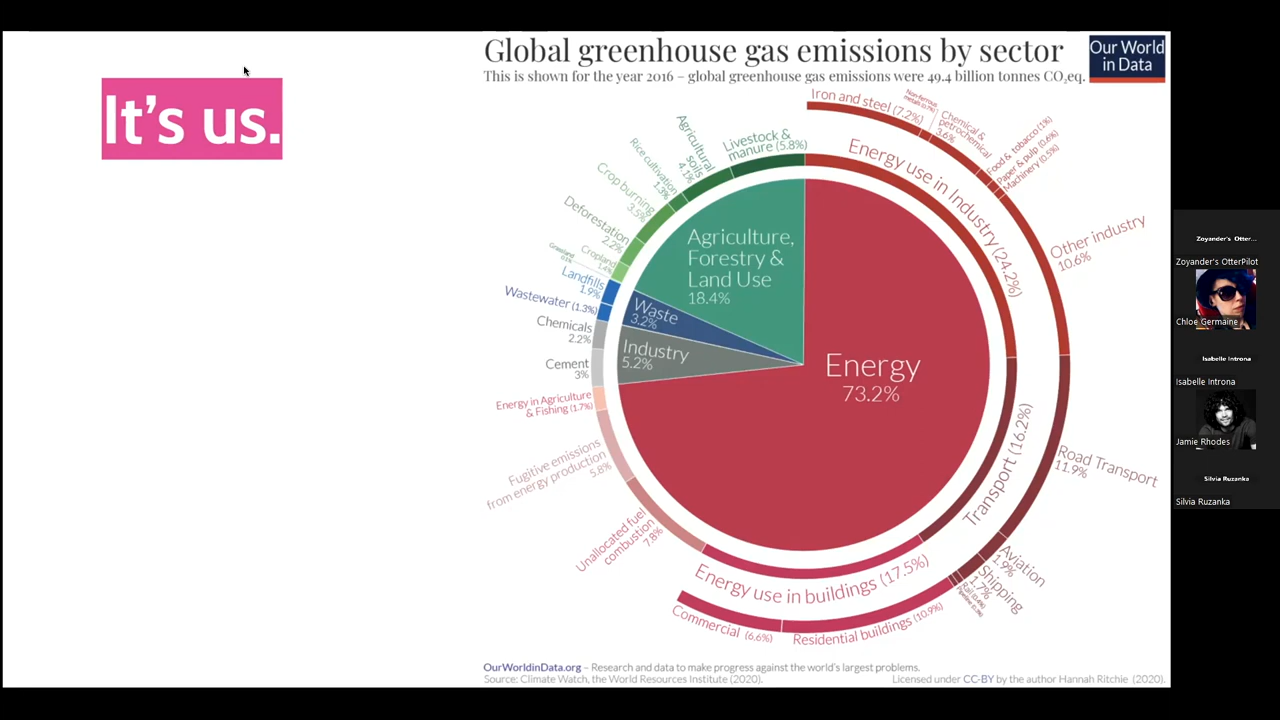 It's us.
Global greenhouse gas emissions by sector
This is shown for the year 2016 – global greenhouse gas emissions were 49.4 billion tonnes CO₂eq.
Our World
in Data
Iron and steel (7.2%)
Non-ferrous
metals (0.7%)
Chemical &
petrochemical
3.6%
Food & tobacco (1%)
Paper & pulp (0.6%)
Machinery (0.5%)
Other industry
10.6%
Energy use in Industry (24.2%)
Road Transport
11.9%
Transport (16.2%)
Aviation
1.9%
Shipping
1.7%
Energy use in buildings (17.5%)
Residential buildings (10.9%)
Commercial (6.6%)
Unallocated fuel
combustion
7.8%
Fugitive emissions
from energy production
5.8%
Energy in Agriculture
& Fishing (1.7%)
Cement
3%
Chemicals
2.2%
Wastewater (1.3%)
Landfills
1.9%
Cropland
1.4%
Deforestation
2.2%
Crop burning
3.5%
Rice cultivation
1.3%
Agricultural
soils
4.1%
Livestock &
manure (5.8%)
Agriculture,
Forestry &
Land Use
18.4%
Waste
3.2%
Industry
5.2%
Energy
73.2%
OurWorldinData.org – Research and data to make progress against the world's largest problems.
Source: Climate Watch, the World Resources Institute (2020).
Licensed under CC-BY by the author Hannah Ritchie (2020).
Zoyander's Otter...
Zoyander's OtterPilot
Chloe Germaine
Isabelle Introna
Isabelle Introna
Jamie Rhodes
Silvia Ruzanka
Silvia Ruzanka